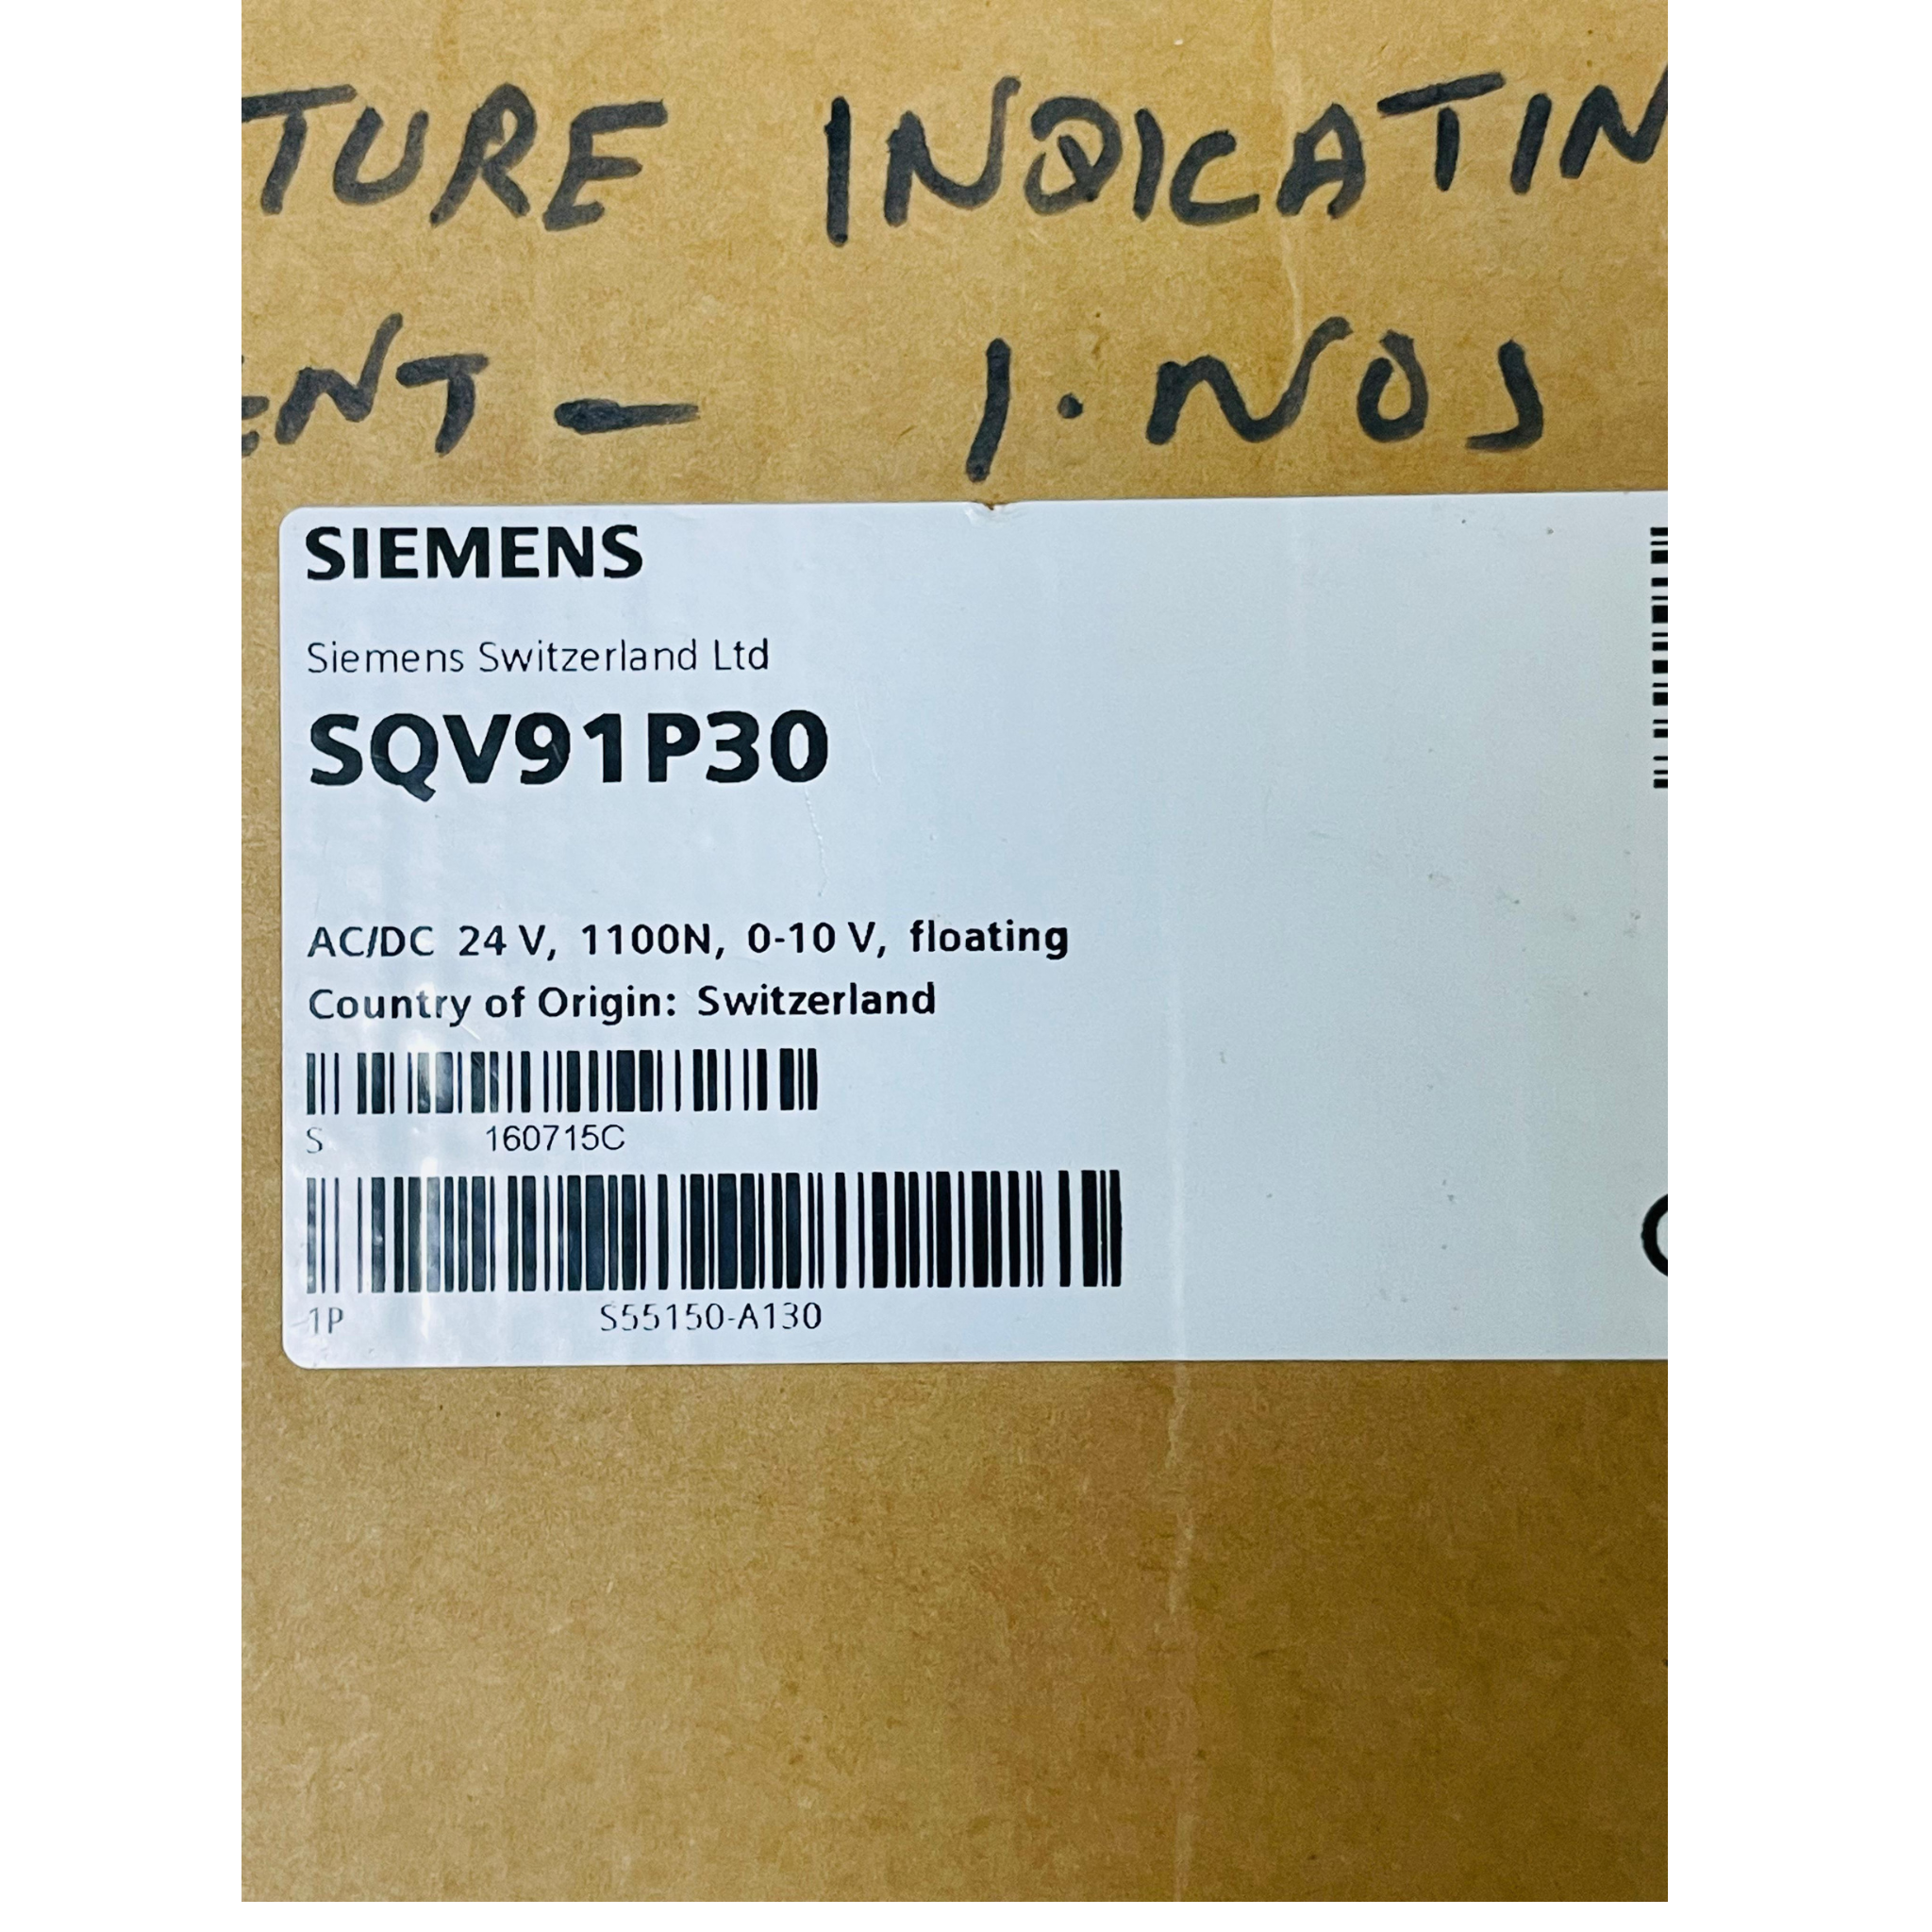 TURE INDICATIN
ENT - 1. NOS
SIEMENS
Siemens Switzerland Ltd
SQV91P30
AC/DC 24 V, 1100N, 0-10 V, floating
Country of Origin: Switzerland
S 160715C
1P S55150-A130